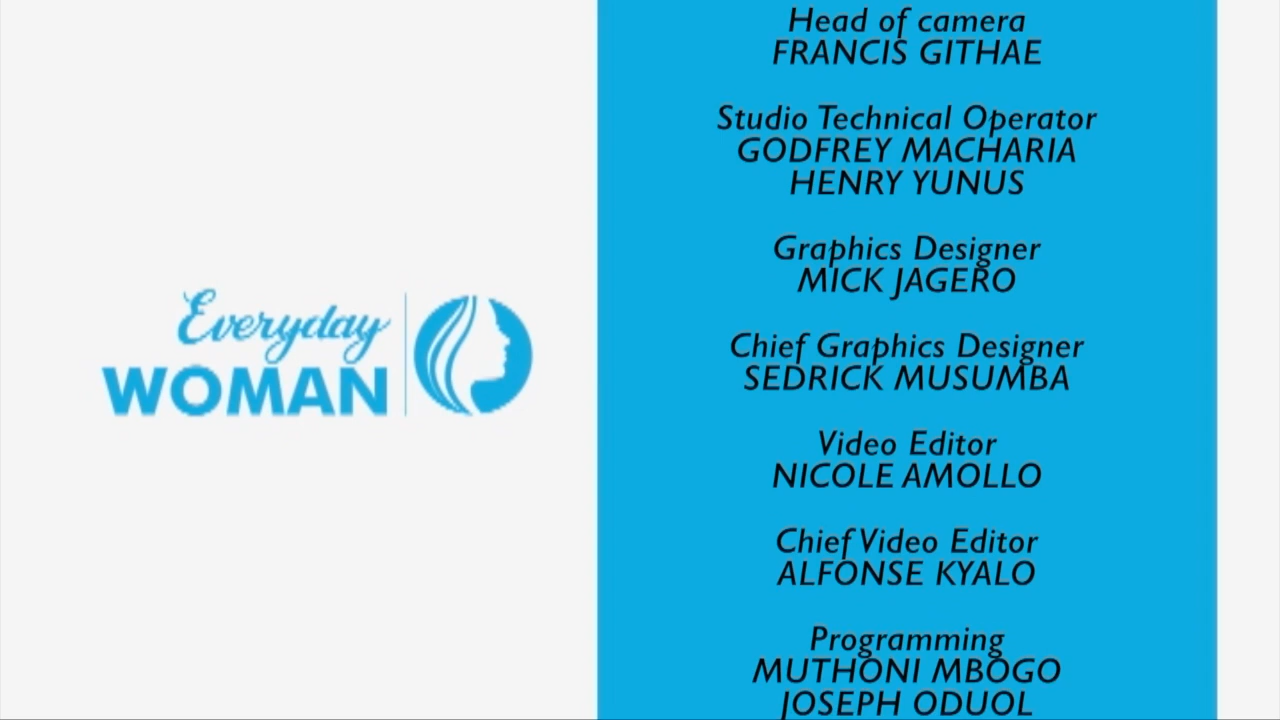 Everyday
WOMAN
Head of camera
FRANCIS GITHAE
Studio Technical Operator
GODFREY MACHARIA
HENRY YUNUS
Graphics Designer
MICK JAGERO
Chief Graphics Designer
SEDRICK MUSUMBA
Video Editor
NICOLE AMOLLO
Chief Video Editor
ALFONSE KYALO
Programming
MUTHONI MBOGO
JOSEPH ODUOL